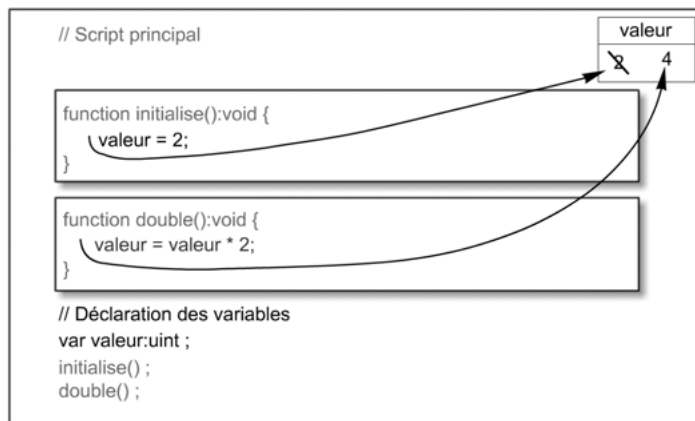 // Script principal
valeur
2 4
function initialise():void {
valeur = 2;
}
function double():void {
valeur = valeur * 2;
}
// Déclaration des variables
var valeur:uint ;
initialise() ;
double() ;